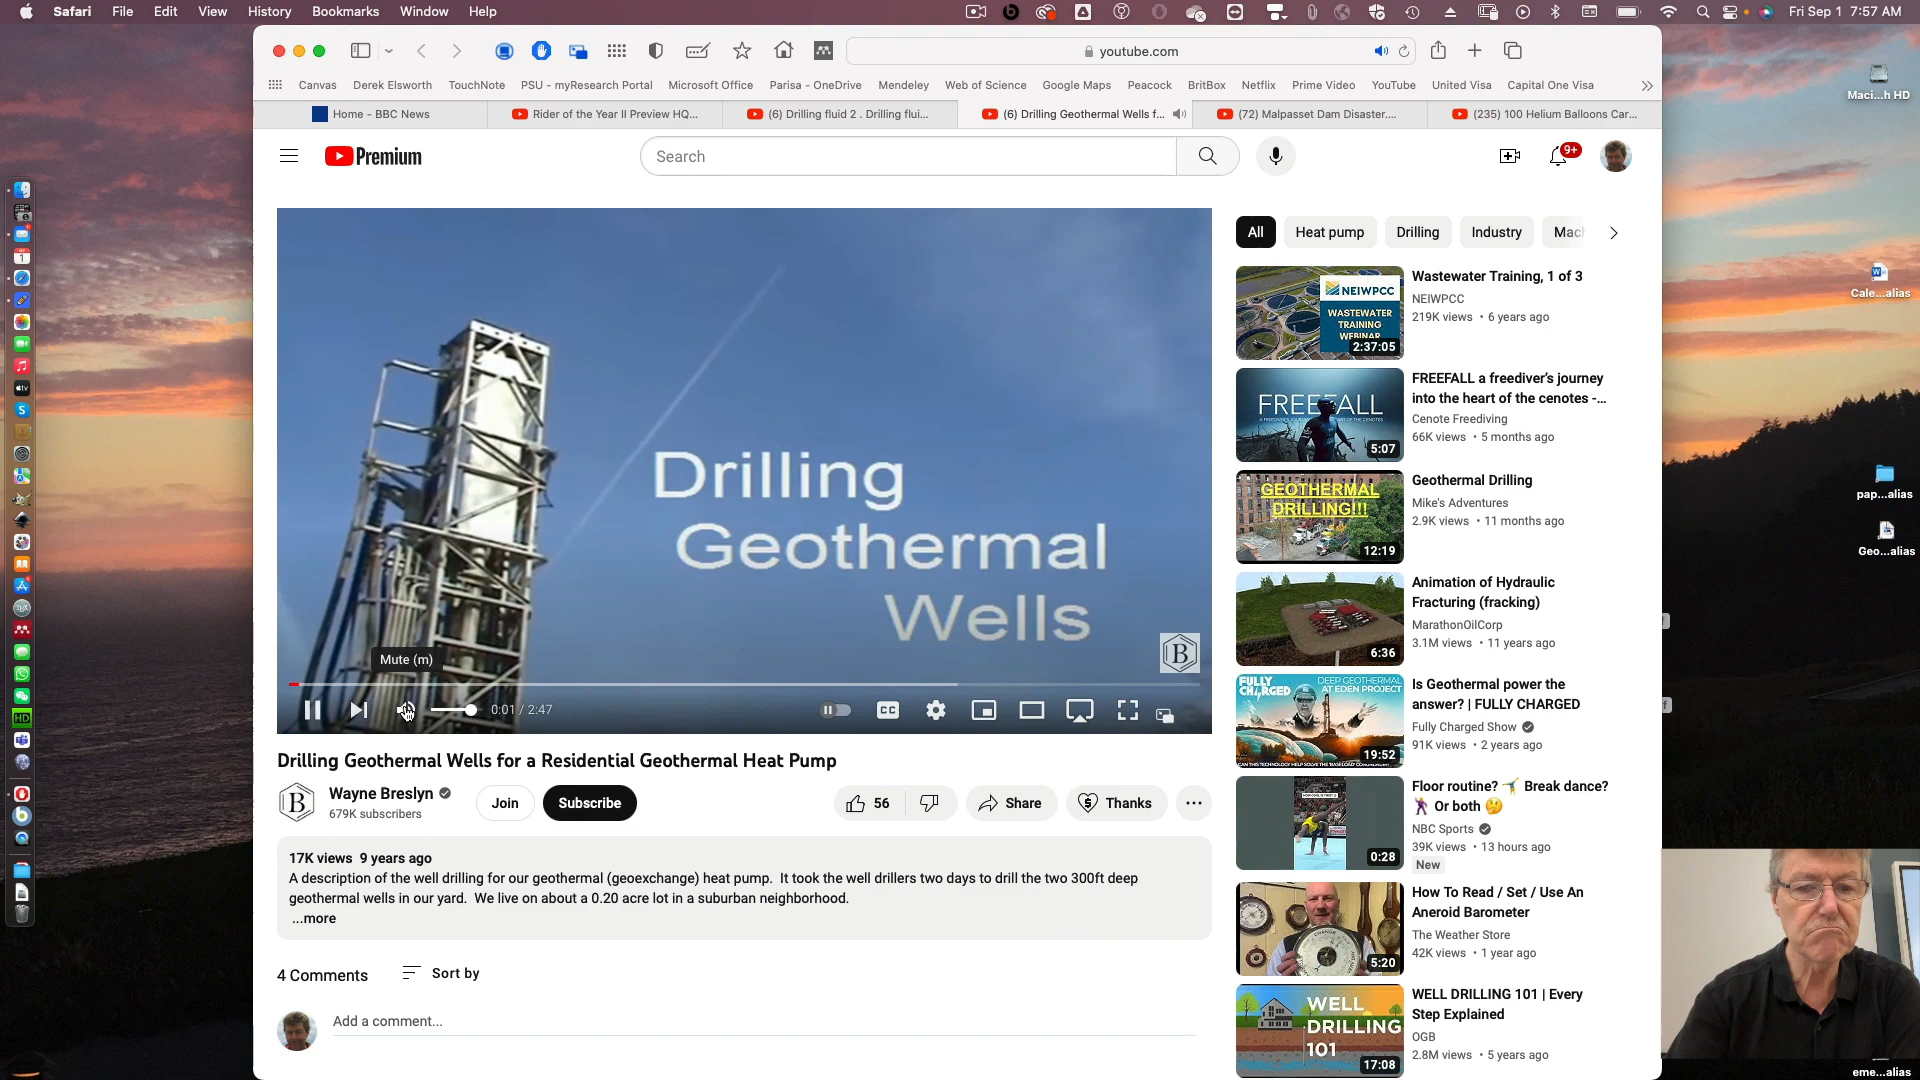 Safari File Edit View History Bookmarks Window Help
Fri Sep 1 7:57 AM
youtube.com
Canvas Derek Elsworth TouchNote PSU - myResearch Portal Microsoft Office Parisa - OneDrive Mendeley Web of Science Google Maps Peacock BritBox Netflix Prime Video YouTube United Visa Capital One Visa
Home - BBC News
Rider of the Year II Preview HQ...
(6) Drilling fluid 2 . Drilling flui...
(6) Drilling Geothermal Wells f...
(72) Malpasset Dam Disaster....
(235) 100 Helium Balloons Car...
Premium
Search
9+
Drilling
Geothermal
Wells
B
Mute (m)
0:01 / 2:47
CC
Drilling Geothermal Wells for a Residential Geothermal Heat Pump
B
Wayne Breslyn
679K subscribers
Join
Subscribe
56
Share
Thanks
17K views 9 years ago
A description of the well drilling for our geothermal (geoexchange) heat pump. It took the well drillers two days to drill the two 300ft deep
geothermal wells in our yard. We live on about a 0.20 acre lot in a suburban neighborhood.
...more
4 Comments
Sort by
Add a comment...
All
Heat pump
Drilling
Industry
Mach
NEIWPCC
WASTEWATER
TRAINING
WEBINAR
2:37:05
Wastewater Training, 1 of 3
NEIWPCC
219K views • 6 years ago
FREEFALL
5:07
FREEFALL a freediver's journey
into the heart of the cenotes -...
Cenote Freediving
66K views • 5 months ago
GEOTHERMAL
DRILLING!!!
12:19
Geothermal Drilling
Mike's Adventures
2.9K views • 11 months ago
6:36
Animation of Hydraulic
Fracturing (fracking)
MarathonOilCorp
3.1M views • 11 years ago
FULLY
CHARGED
DEEP GEOTHERMAL
AT EDEN PROJECT
19:52
Is Geothermal power the
answer? | FULLY CHARGED
Fully Charged Show
91K views • 2 years ago
0:28
Floor routine? 🤸 Break dance?
🕺 Or both 🤔
NBC Sports
39K views • 13 hours ago
New
CHANGE
5:20
How To Read / Set / Use An
Aneroid Barometer
The Weather Store
42K views • 1 year ago
WELL
DRILLING
101
17:08
WELL DRILLING 101 | Every
Step Explained
OGB
2.8M views • 5 years ago
Maci...h HD
Cale...alias
pap...alias
Geo...alias
eme...alias